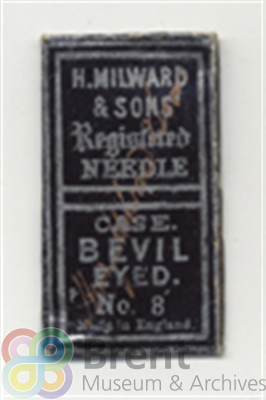 H. MILWARD
& SONS
Registered
NEEDLE
CASE.
BEVIL
EYED.
No. 8
Made in England.
Brent
Museum & Archives